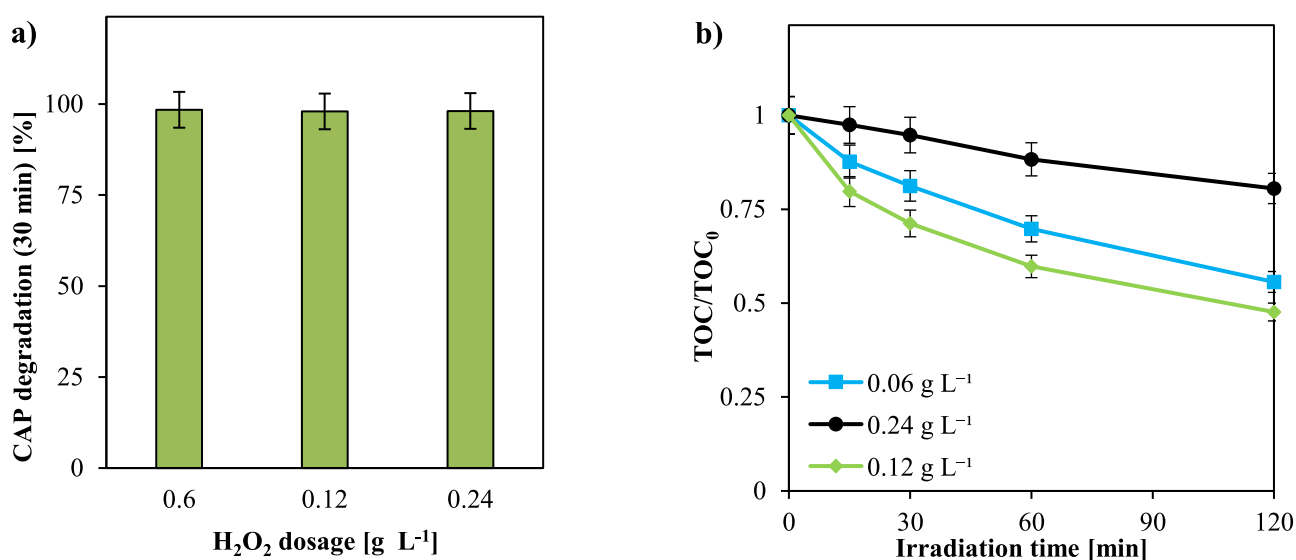 a)
CAP degradation (30 min) [%]
100
75
50
25
0
0.6 0.12 0.24
H₂O₂ dosage [g L⁻¹]
b)
TOC/TOC₀
1
0.75
0.5
0.25
0
0.06 g L⁻¹
0.24 g L⁻¹
0.12 g L⁻¹
0 30 60 90 120
Irradiation time [min]